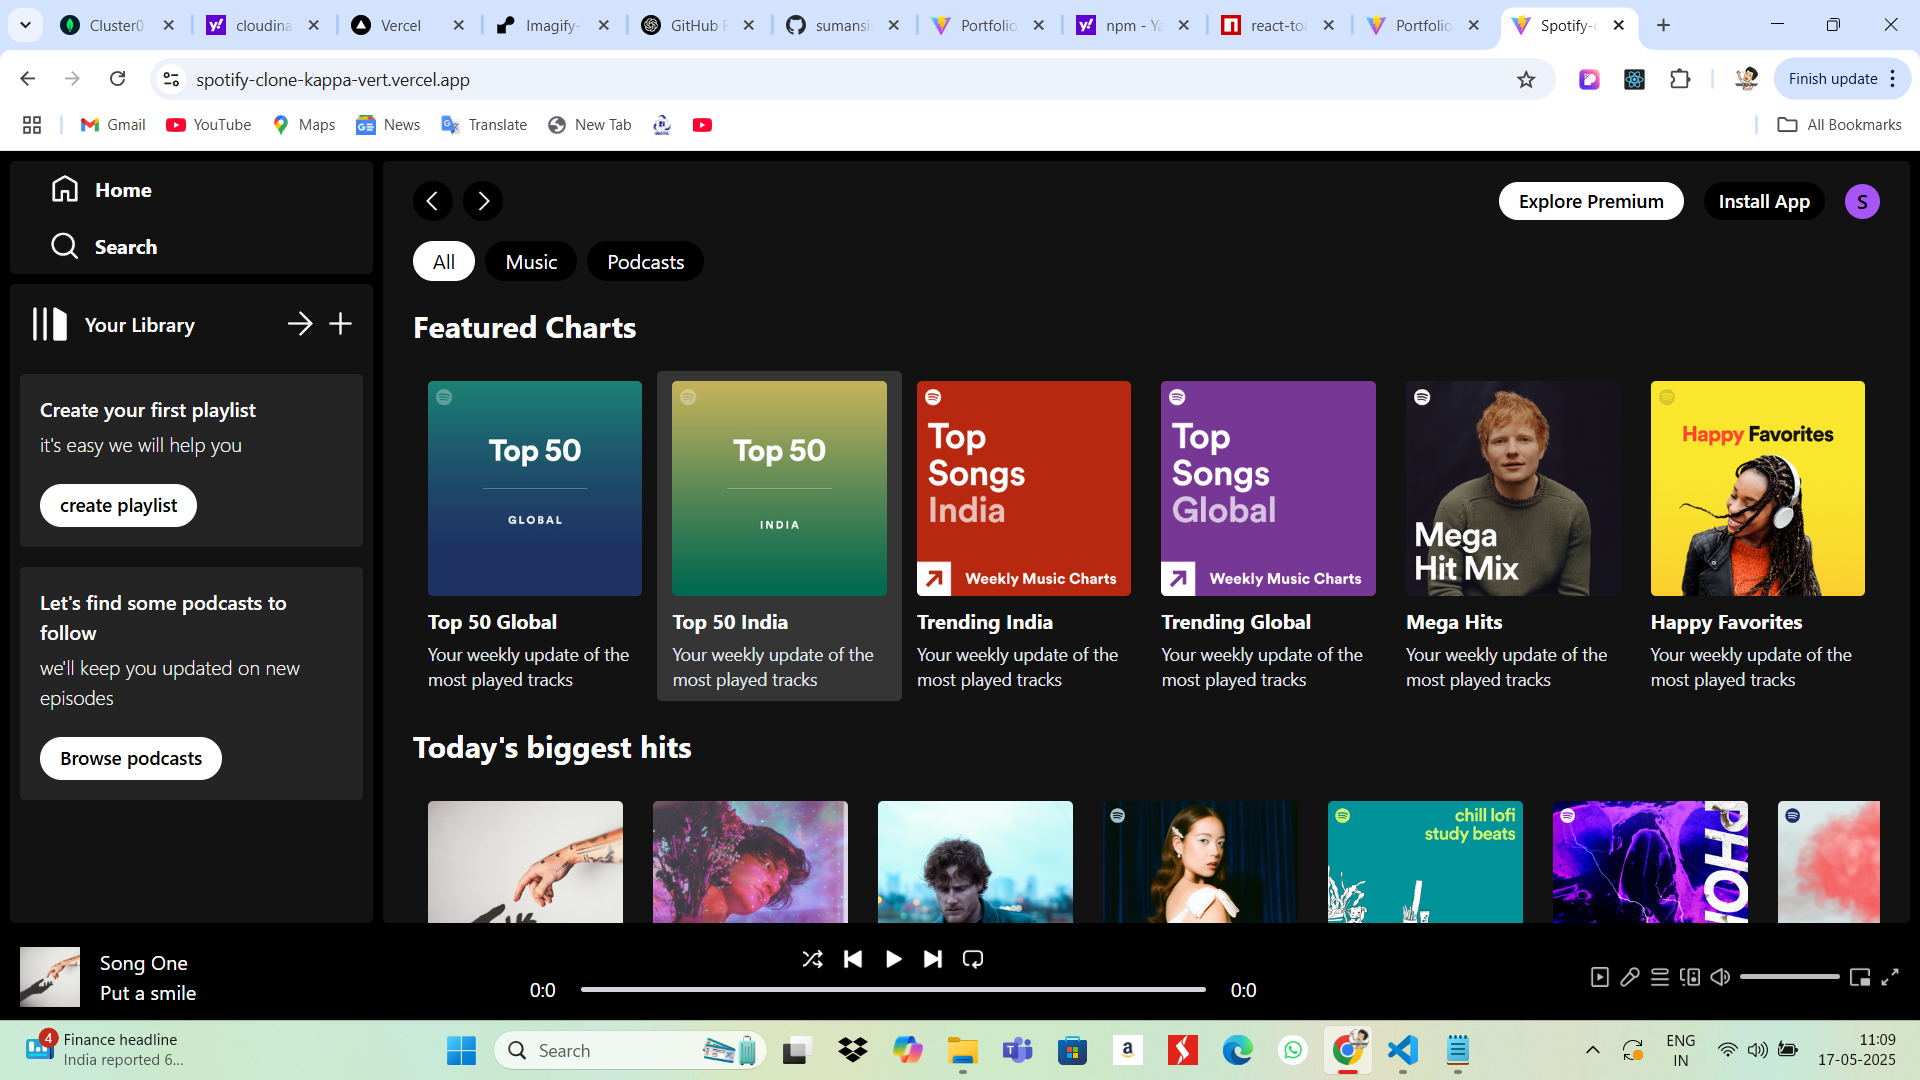 Cluster0
cloudina
Vercel
Imagify-
GitHub
sumansi
Portfolio
npm - Ya
react-toa
Portfolio
Spotify-
spotify-clone-kappa-vert.vercel.app
Finish update
Gmail
YouTube
Maps
News
Translate
New Tab
All Bookmarks
Home
Search
Explore Premium
Install App
S
All
Music
Podcasts
Your Library
Featured Charts
Create your first playlist
it's easy we will help you
create playlist
Let's find some podcasts to
follow
we'll keep you updated on new
episodes
Browse podcasts
Top 50
GLOBAL
Top 50 Global
Your weekly update of the
most played tracks
Top 50
INDIA
Top 50 India
Your weekly update of the
most played tracks
Top
Songs
India
Weekly Music Charts
Trending India
Your weekly update of the
most played tracks
Top
Songs
Global
Weekly Music Charts
Trending Global
Your weekly update of the
most played tracks
Mega
Hit Mix
Mega Hits
Your weekly update of the
most played tracks
Happy Favorites
Happy Favorites
Your weekly update of the
most played tracks
Today's biggest hits
chill lofi
study beats
Song One
Put a smile
0:0
0:0
4
Finance headline
India reported 6...
Search
ENG
IN
11:09
17-05-2025